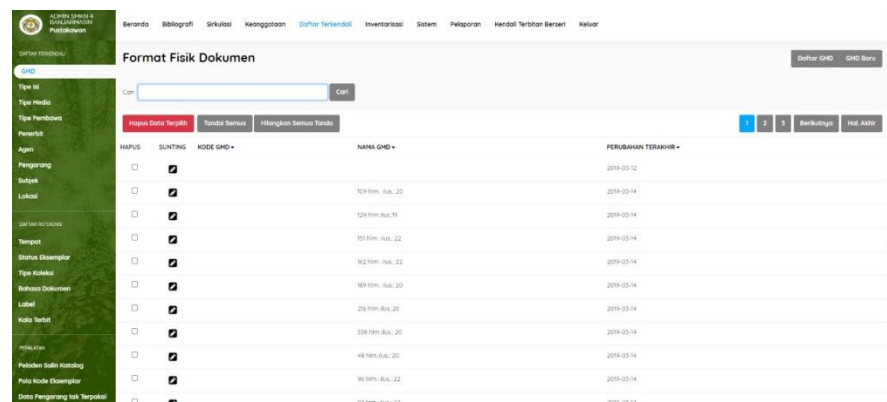 ADMIN SMKN 4
BANJARMASIN
Pustakawan
Beranda Bibliografi Sirkulasi Keanggotaan Daftar Terkendali Inventarisasi Sistem Pelaporan Kendali Terbitan Berseri Keluar
DAFTAR TERKENDALI
GMD
Tipe Isi
Tipe Media
Tipe Pembawa
Penerbit
Agen
Pengarang
Subjek
Lokasi
DAFTAR REFERENSI
Tempat
Status Eksemplar
Tipe Koleksi
Bahasa Dokumen
Label
Kala Terbit
PERALATAN
Peladen Salin Katalog
Pola Kode Eksemplar
Data Pengarang tak Terpakai
Format Fisik Dokumen
Daftar GMD GMD Baru
Cari Cari
Hapus Data Terpilih Tandai Semua Hilangkan Semua Tanda
1 2 3 Berikutnya Hal. Akhir
HAPUS SUNTING KODE GMD NAMA GMD PERUBAHAN TERAKHIR
2019-03-12
109 hlm: ilus.; 20 2019-03-14
129 hlm:ilus;19 2019-03-14
151 hlm: ilus.; 22 2019-03-14
162 hlm: ilus.; 22 2019-03-14
189 hlm: ilus.; 20 2019-03-14
216 hlm:ilus.;20 2019-03-14
338 hlm:ilus.; 20 2019-03-14
48 hlm:ilus.; 20 2019-03-14
96 hlm: ilus.; 22 2019-03-14